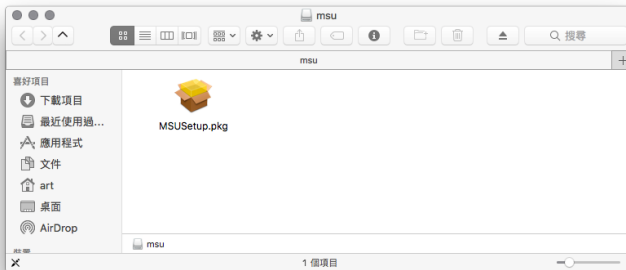 msu
搜尋
msu
喜好項目
下載項目
最近使用過...
應用程式
文件
art
桌面
AirDrop
MSUSetup.pkg
msu
1 個項目